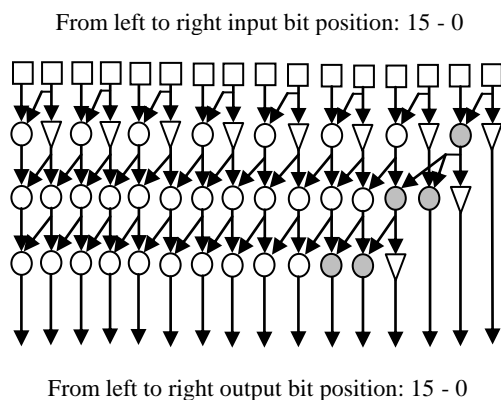 From left to right input bit position: 15 - 0
From left to right output bit position: 15 - 0